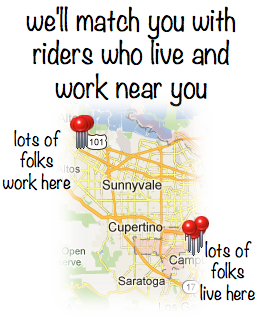 we'll match you with
riders who live and
work near you
lots of
folks
work here
101
Sunnyvale
Cupertino
Open
erve
Saratoga
17
lots of
folks
live here